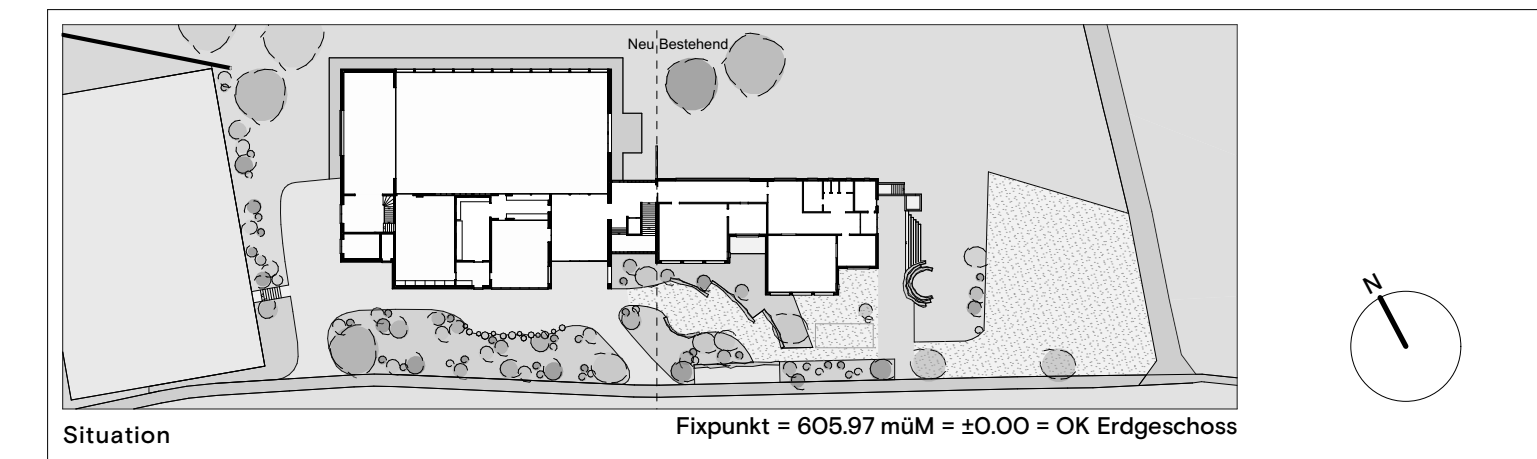 Neu Bestehend
N
Situation
Fixpunkt = 605.97 müM = ±0.00 = OK Erdgeschoss